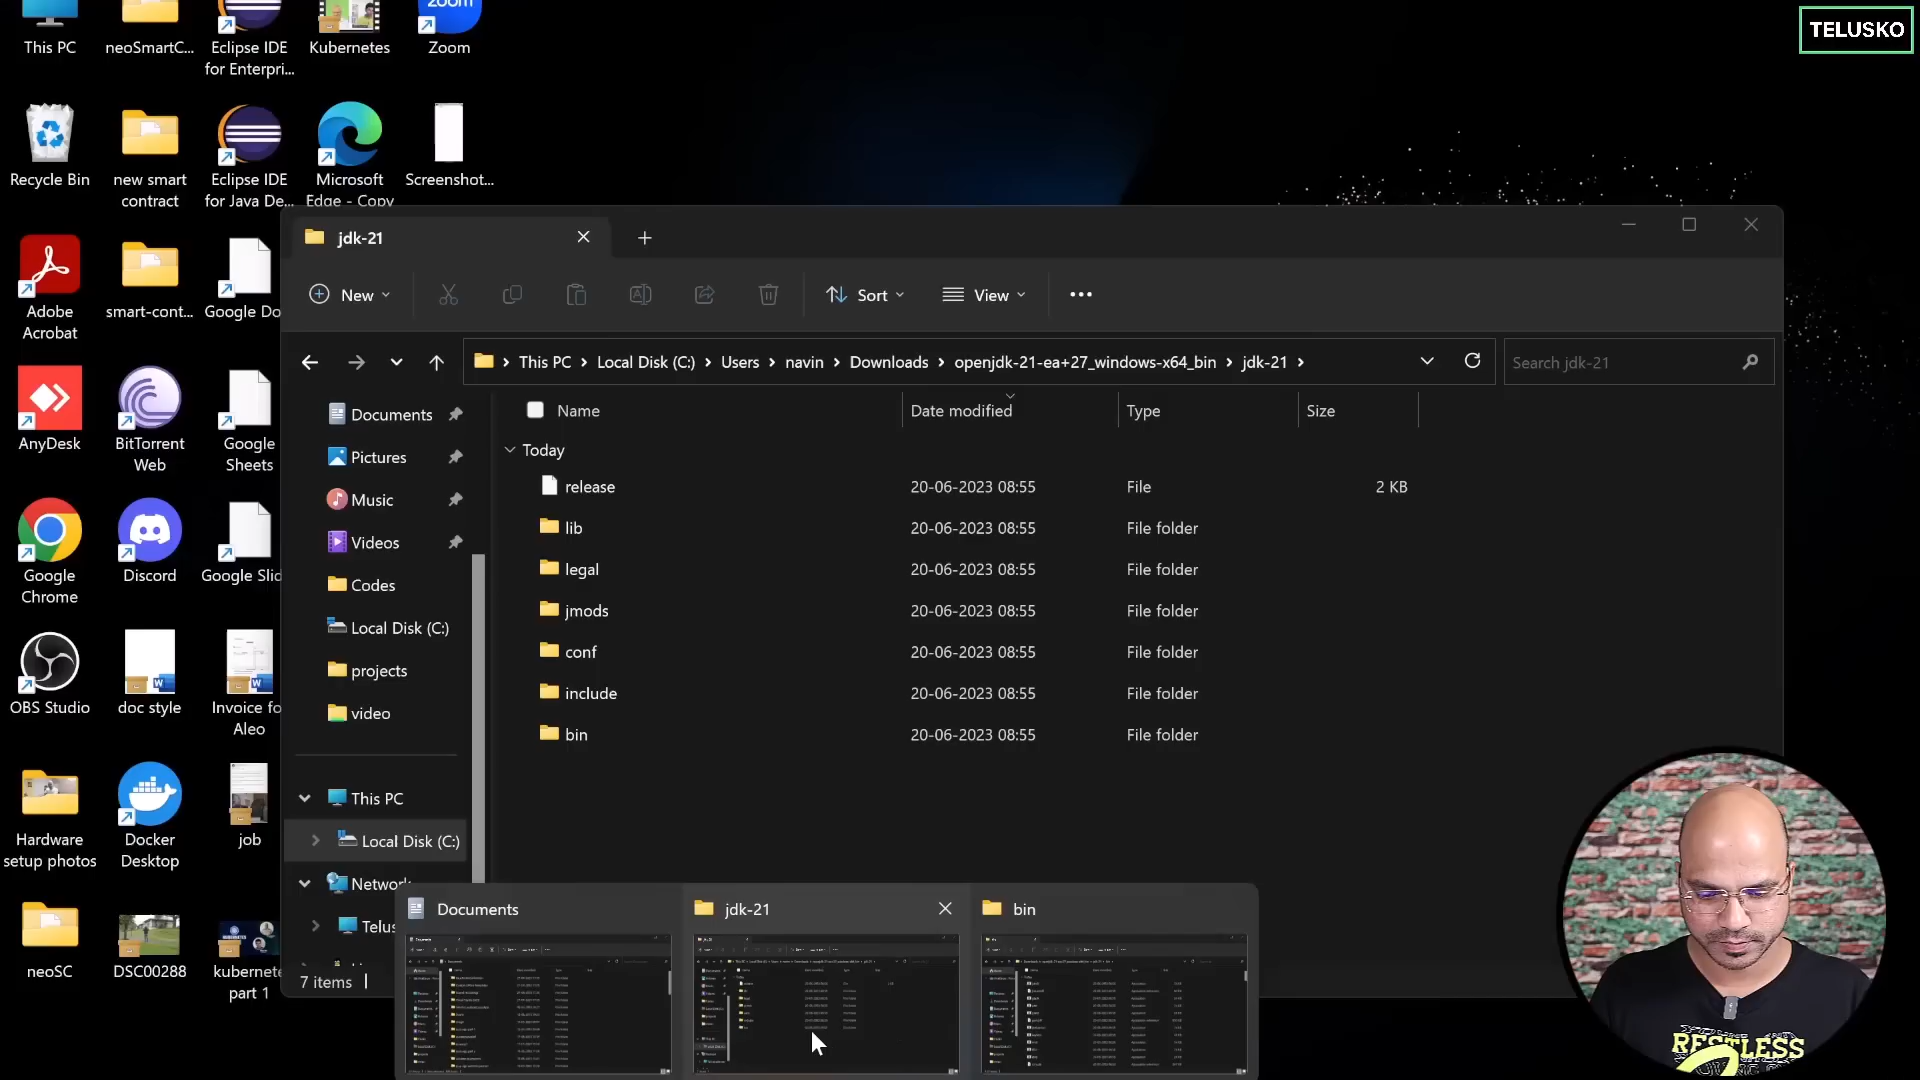 TELUSKO
This PC
neoSmartC...
Eclipse IDE
for Enterpri...
Kubernetes
zoom
Zoom
Recycle Bin
new smart
contract
Eclipse IDE
for Java De...
Microsoft
Edge - Copy
Screenshot...
Adobe
Acrobat
smart-cont...
Google Do
AnyDesk
BitTorrent
Web
Google
Sheets
Google
Chrome
Discord
Google Slid
OBS Studio
doc style
Invoice fo
Aleo
Hardware
setup photos
Docker
Desktop
job
neoSC
DSC00288
kubernete
part 1
jdk-21
New
Sort
View
This PC
Local Disk (C:)
Users
navin
Downloads
openjdk-21-ea+27_windows-x64_bin
jdk-21
Search jdk-21
Documents
Pictures
Music
Videos
Codes
Local Disk (C:)
projects
video
This PC
Local Disk (C:)
Network
Telus
7 items
Name Date modified Type Size
Today
release 20-06-2023 08:55 File 2 KB
lib 20-06-2023 08:55 File folder
legal 20-06-2023 08:55 File folder
jmods 20-06-2023 08:55 File folder
conf 20-06-2023 08:55 File folder
include 20-06-2023 08:55 File folder
bin 20-06-2023 08:55 File folder
Documents
jdk-21
bin
RESTLESS